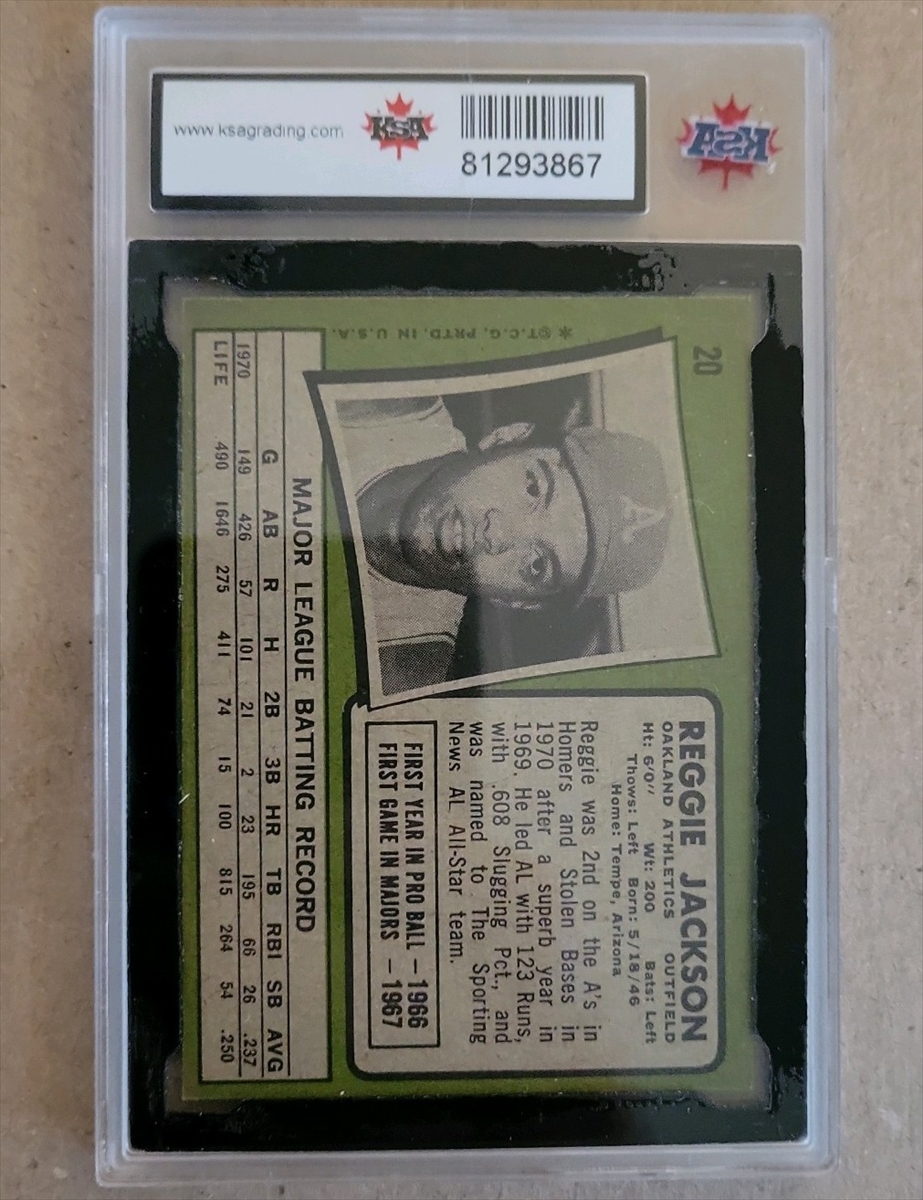 www.ksagrading.com
KSA
81293867
KSA
20
REGGIE JACKSON
OAKLAND ATHLETICS OUTFIELD
Ht: 6'0" Wt: 200 Bats: Left
Thows: Left Born: 5/18/46
Home: Tempe, Arizona
Reggie was 2nd on the A's in
Homers and Stolen Bases in
1970 after a superb year in
1969. He led AL with 123 Runs,
with .608 Slugging Pct., and
was named to The Sporting
News AL All-Star team.
FIRST YEAR IN PRO BALL — 1966
FIRST GAME IN MAJORS — 1967
A
*©T.C.G. PRTD. IN U.S.A.
MAJOR LEAGUE BATTING RECORD
G AB R H 2B 3B HR TB RBI SB AVG
1970 149 426 57 101 21 2 23 195 66 26 .237
LIFE 490 1646 275 411 74 15 100 815 264 54 .250